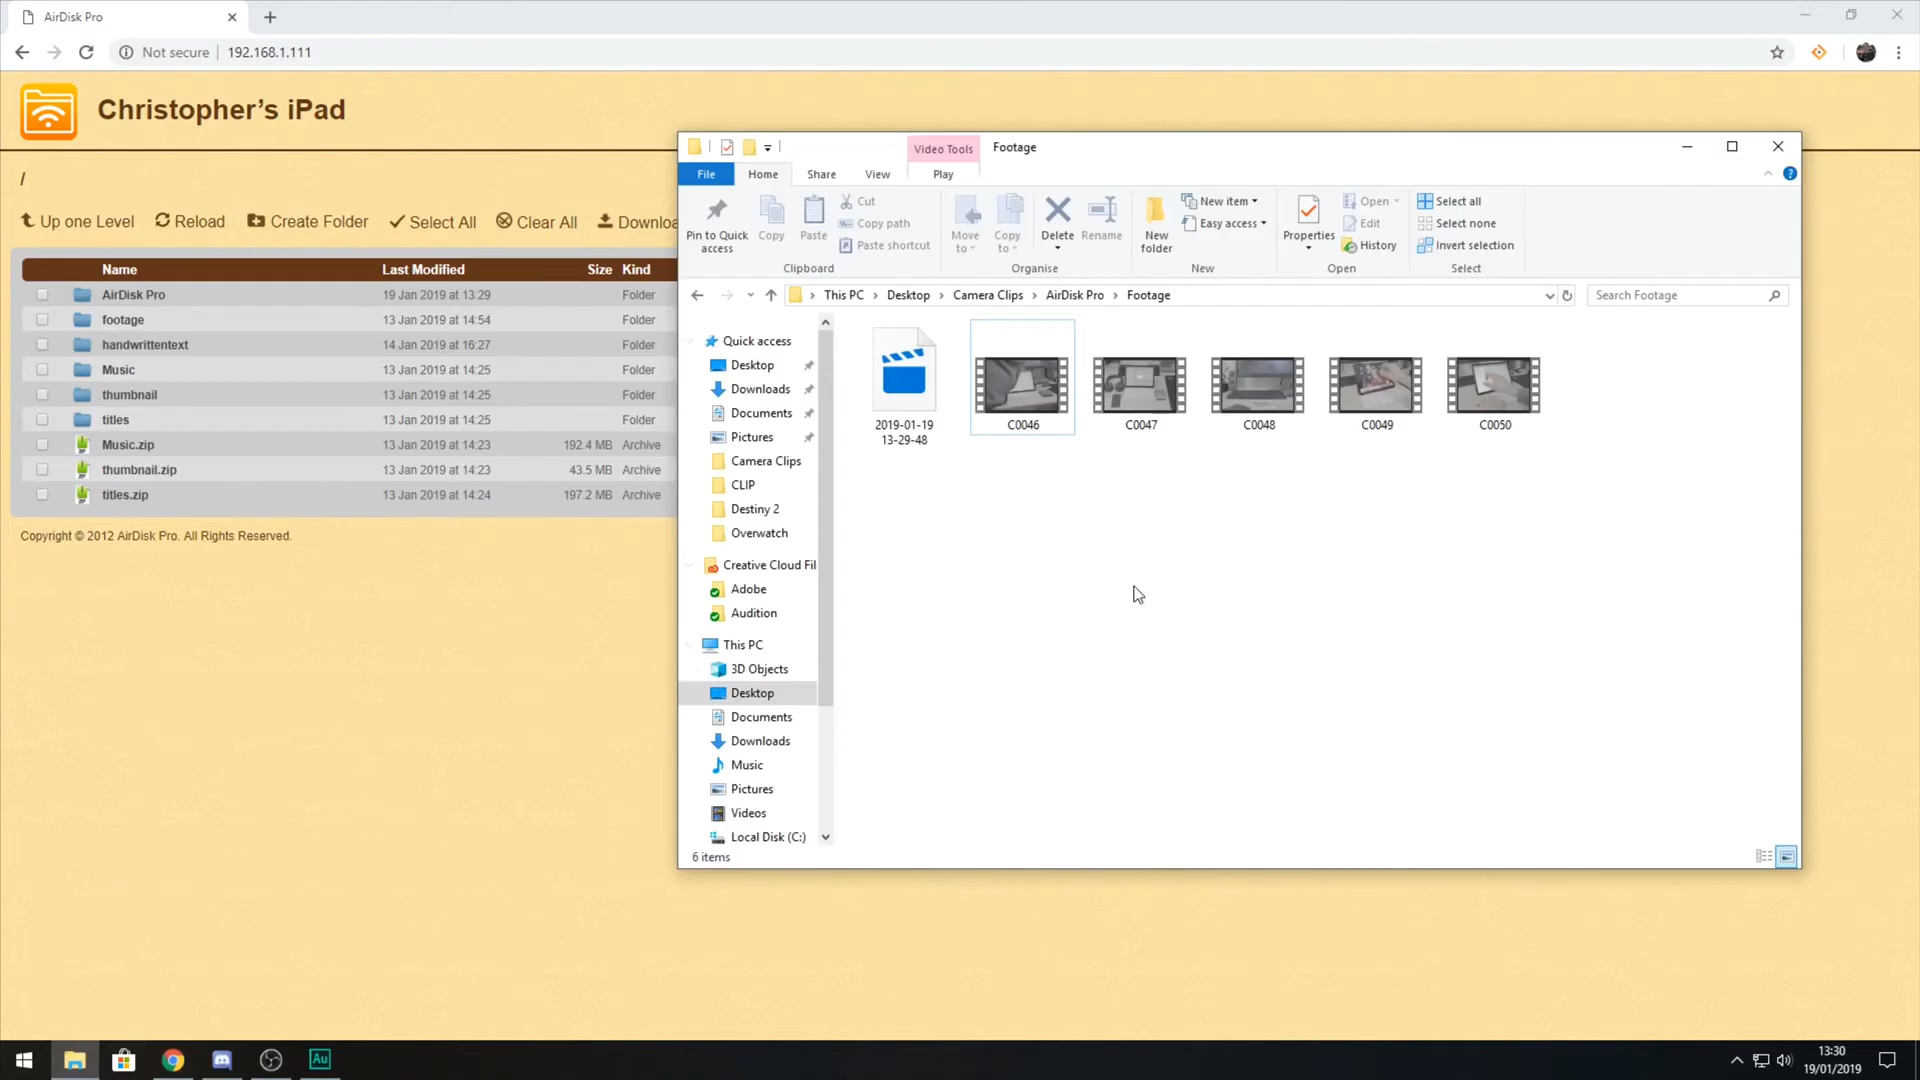 AirDisk Pro
Not secure 192.168.1.111
Christopher’s iPad
/
Up one Level Reload Create Folder Select All Clear All Downloa
Name Last Modified Size Kind
AirDisk Pro 19 Jan 2019 at 13:29 Folder
footage 13 Jan 2019 at 14:54 Folder
handwrittentext 14 Jan 2019 at 16:27 Folder
Music 13 Jan 2019 at 14:25 Folder
thumbnail 13 Jan 2019 at 14:25 Folder
titles 13 Jan 2019 at 14:25 Folder
Music.zip 13 Jan 2019 at 14:23 192.4 MB Archive
thumbnail.zip 13 Jan 2019 at 14:23 43.5 MB Archive
titles.zip 13 Jan 2019 at 14:24 197.2 MB Archive
Copyright © 2012 AirDisk Pro. All Rights Reserved.
Video Tools Footage
File Home Share View Play
Pin to Quick access
Copy
Paste
Cut
Copy path
Paste shortcut
Clipboard
Move to
Copy to
Delete
Rename
Organise
New folder
New item
Easy access
New
Properties
Open
Edit
History
Open
Select all
Select none
Invert selection
Select
This PC Desktop Camera Clips AirDisk Pro Footage
Search Footage
Quick access
Desktop
Downloads
Documents
Pictures
Camera Clips
CLIP
Destiny 2
Overwatch
Creative Cloud Fil
Adobe
Audition
This PC
3D Objects
Desktop
Documents
Downloads
Music
Pictures
Videos
Local Disk (C:)
2019-01-19
13-29-48
C0046
C0047
C0048
C0049
C0050
6 items
Au
13:30
19/01/2019